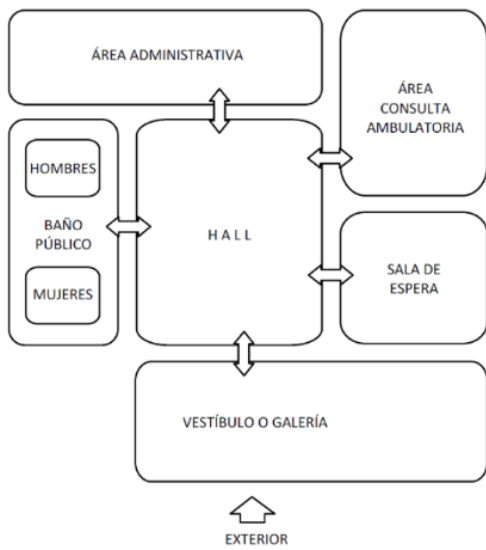 ÁREA ADMINISTRATIVA
ÁREA
CONSULTA
AMBULATORIA
HOMBRES
BAÑO
PÚBLICO
MUJERES
H A L L
SALA DE
ESPERA
VESTÍBULO O GALERÍA
EXTERIOR